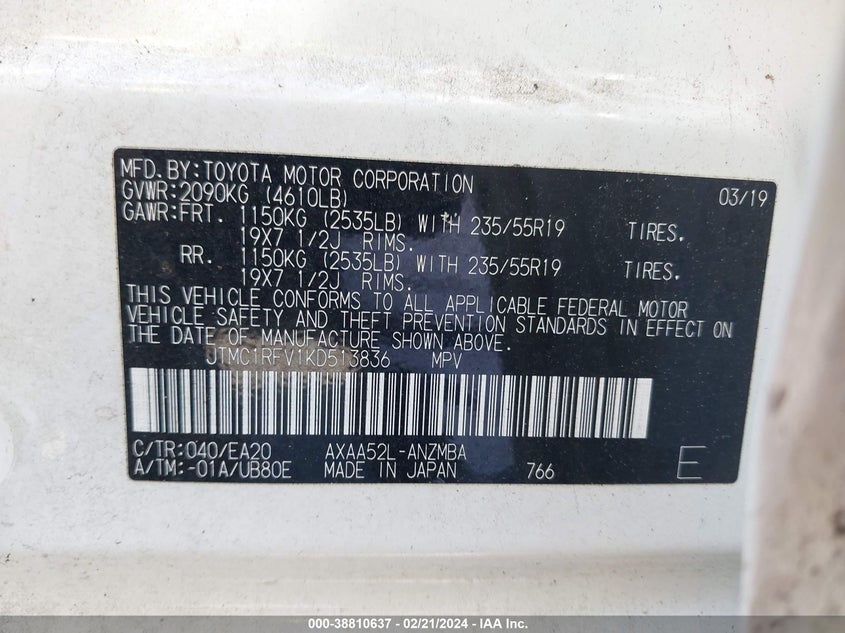 MFD.BY:TOYOTA MOTOR CORPORATION 03/19
GVWR:2090KG (4610LB)
GAWR:FRT. 1150KG (2535LB) WITH 235/55R19 TIRES.
19X7 1/2J RIMS.
RR. 1150KG (2535LB) WITH 235/55R19 TIRES.
19X7 1/2J RIMS.
THIS VEHICLE CONFORMS TO ALL APPLICABLE FEDERAL MOTOR
VEHICLE SAFETY AND THEFT PREVENTION STANDARDS IN EFFECT ON
THE DATE OF MANUFACTURE SHOWN ABOVE.
JTMC1RFV1KD513836 MPV
C/TR:040/EA20 AXAA52L-ANZMBA
A/TM:-01A/UB80E MADE IN JAPAN 766 E
000-38810637 - 02/21/2024 - IAA Inc.